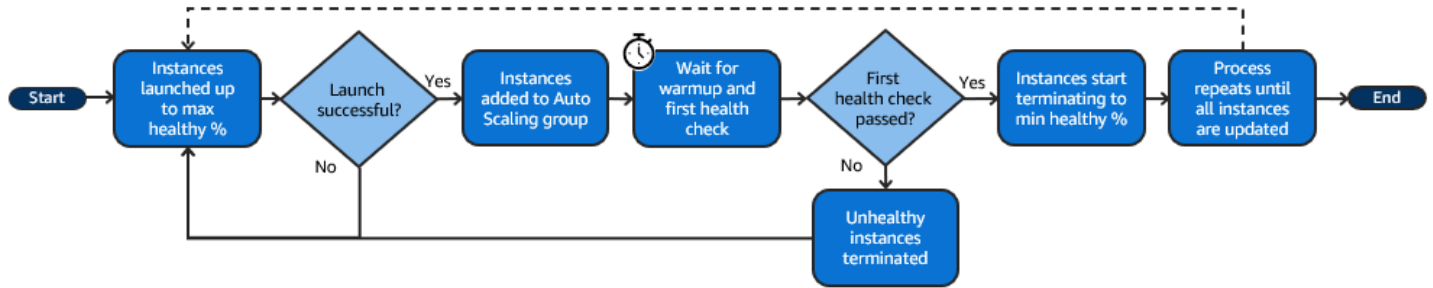 Start
Instances
launched up
to max
healthy %
Launch
successful?
Yes
No
Instances
added to Auto
Scaling group
Wait for
warmup and
first health
check
First
health check
passed?
Yes
No
Unhealthy
instances
terminated
Instances start
terminating to
min healthy %
Process
repeats until
all instances
are updated
End